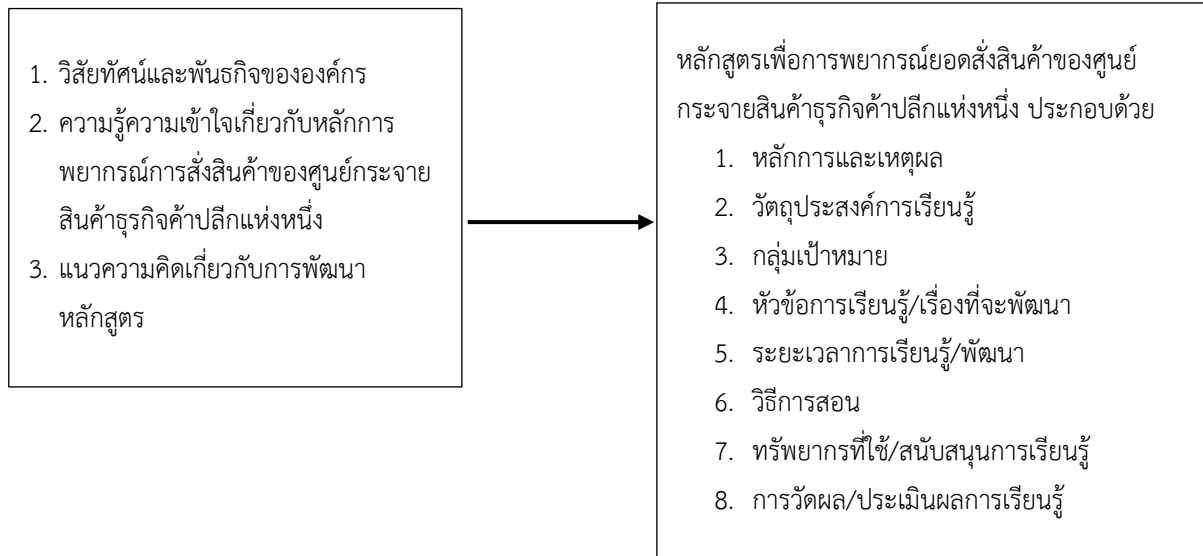 1. วิสัยทัศน์และพันธกิจขององค์กร
2. ความรู้ความเข้าใจเกี่ยวกับหลักการ
พยากรณ์การสั่งสินค้าของศูนย์กระจาย
สินค้าธุรกิจค้าปลีกแห่งหนึ่ง
3. แนวความคิดเกี่ยวกับการพัฒนา
หลักสูตร
หลักสูตรเพื่อการพยากรณ์ยอดสั่งสินค้าของศูนย์
กระจายสินค้าธุรกิจค้าปลีกแห่งหนึ่ง ประกอบด้วย
1. หลักการและเหตุผล
2. วัตถุประสงค์การเรียนรู้
3. กลุ่มเป้าหมาย
4. หัวข้อการเรียนรู้/เรื่องที่จะพัฒนา
5. ระยะเวลาการเรียนรู้/พัฒนา
6. วิธีการสอน
7. ทรัพยากรที่ใช้/สนับสนุนการเรียนรู้
8. การวัดผล/ประเมินผลการเรียนรู้